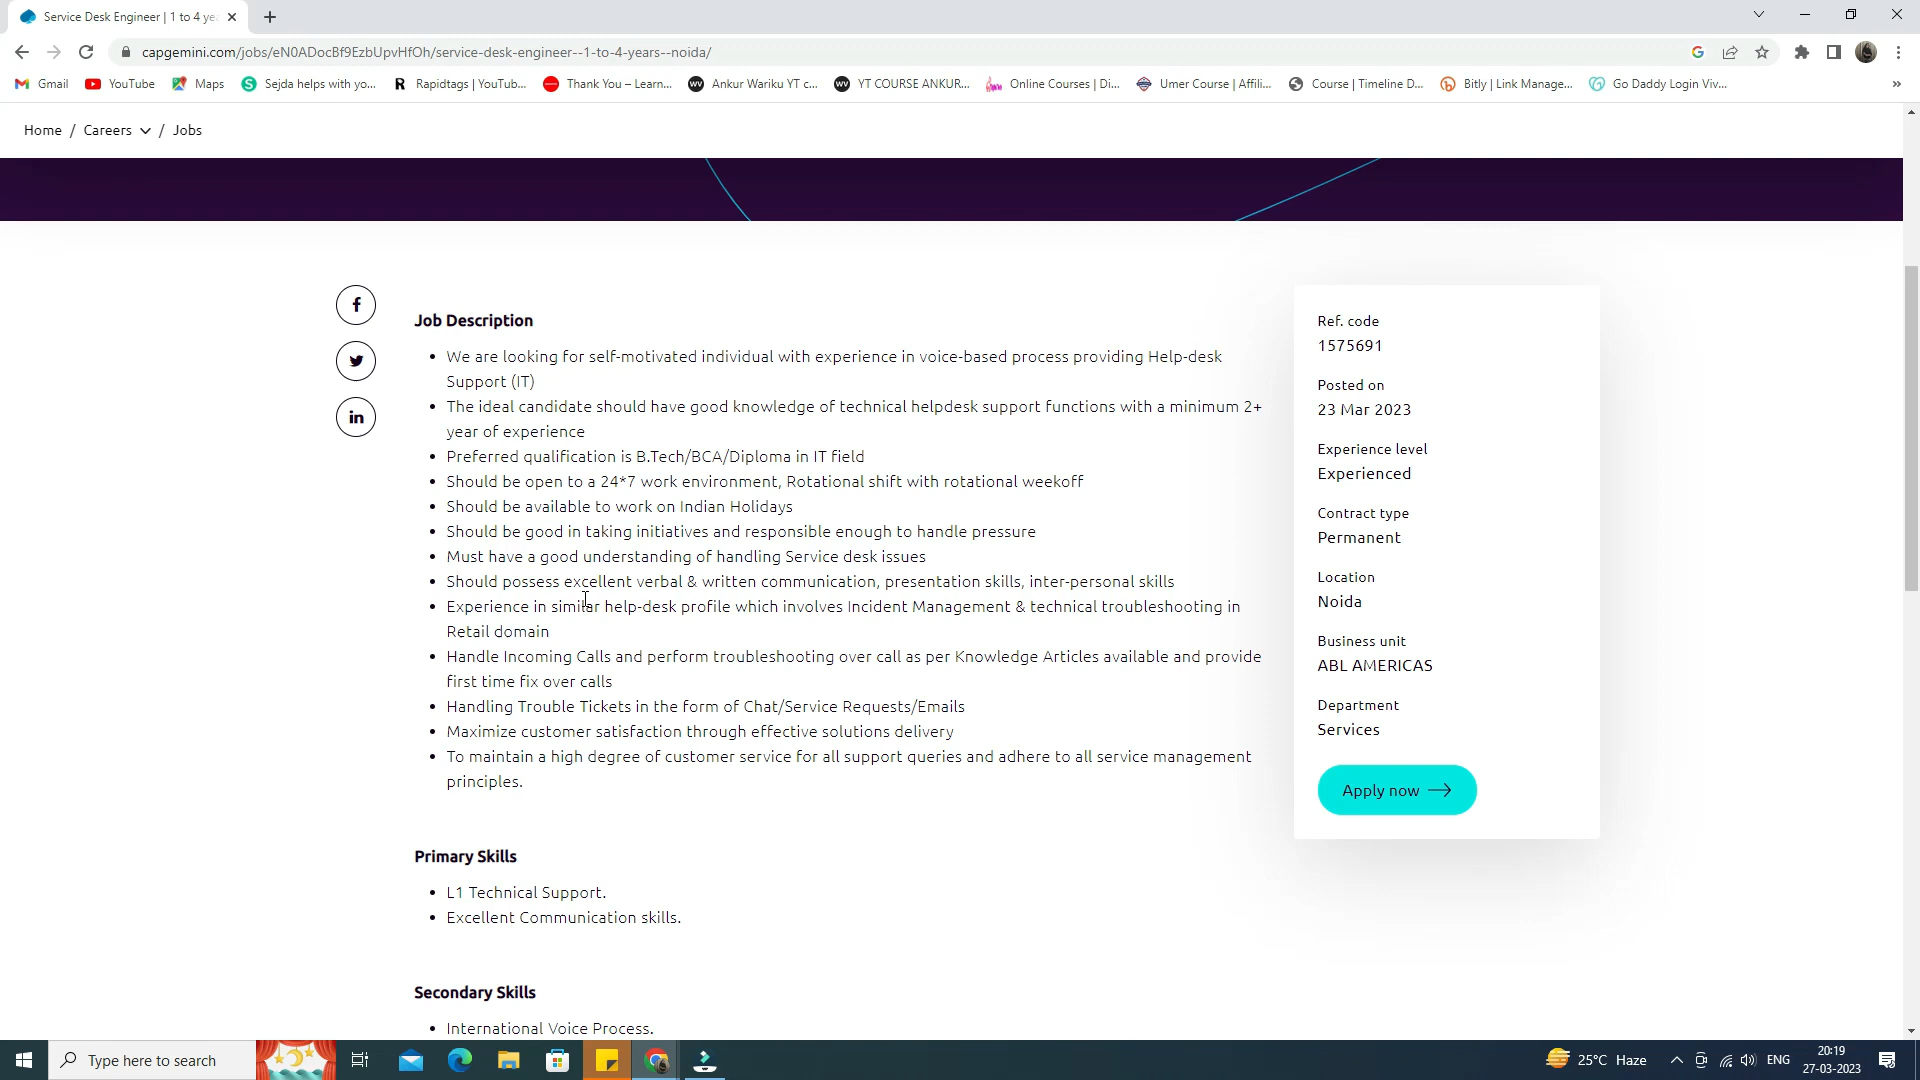 Service Desk Engineer | 1 to 4 ye
capgemini.com/jobs/eN0ADocBf9EzbUpvHfOh/service-desk-engineer--1-to-4-years--noida/
Gmail YouTube Maps Sejda helps with yo... Rapidtags | YouTub... Thank You – Learn... Ankur Wariku YT c... YT COURSE ANKUR... Online Courses | Di... Umer Course | Affili... Course | Timeline D... Bitly | Link Manage... Go Daddy Login Viv... »
Home / Careers / Jobs
Job Description
• We are looking for self-motivated individual with experience in voice-based process providing Help-desk
Support (IT)
• The ideal candidate should have good knowledge of technical helpdesk support functions with a minimum 2+
year of experience
• Preferred qualification is B.Tech/BCA/Diploma in IT field
• Should be open to a 24*7 work environment, Rotational shift with rotational weekoff
• Should be available to work on Indian Holidays
• Should be good in taking initiatives and responsible enough to handle pressure
• Must have a good understanding of handling Service desk issues
• Should possess excellent verbal & written communication, presentation skills, inter-personal skills
• Experience in similar help-desk profile which involves Incident Management & technical troubleshooting in
Retail domain
• Handle Incoming Calls and perform troubleshooting over call as per Knowledge Articles available and provide
first time fix over calls
• Handling Trouble Tickets in the form of Chat/Service Requests/Emails
• Maximize customer satisfaction through effective solutions delivery
• To maintain a high degree of customer service for all support queries and adhere to all service management
principles.
Primary Skills
• L1 Technical Support.
• Excellent Communication skills.
Secondary Skills
• International Voice Process.
Ref. code
1575691
Posted on
23 Mar 2023
Experience level
Experienced
Contract type
Permanent
Location
Noida
Business unit
ABL AMERICAS
Department
Services
Apply now
Type here to search
25°C Haze
ENG
20:19
27-03-2023